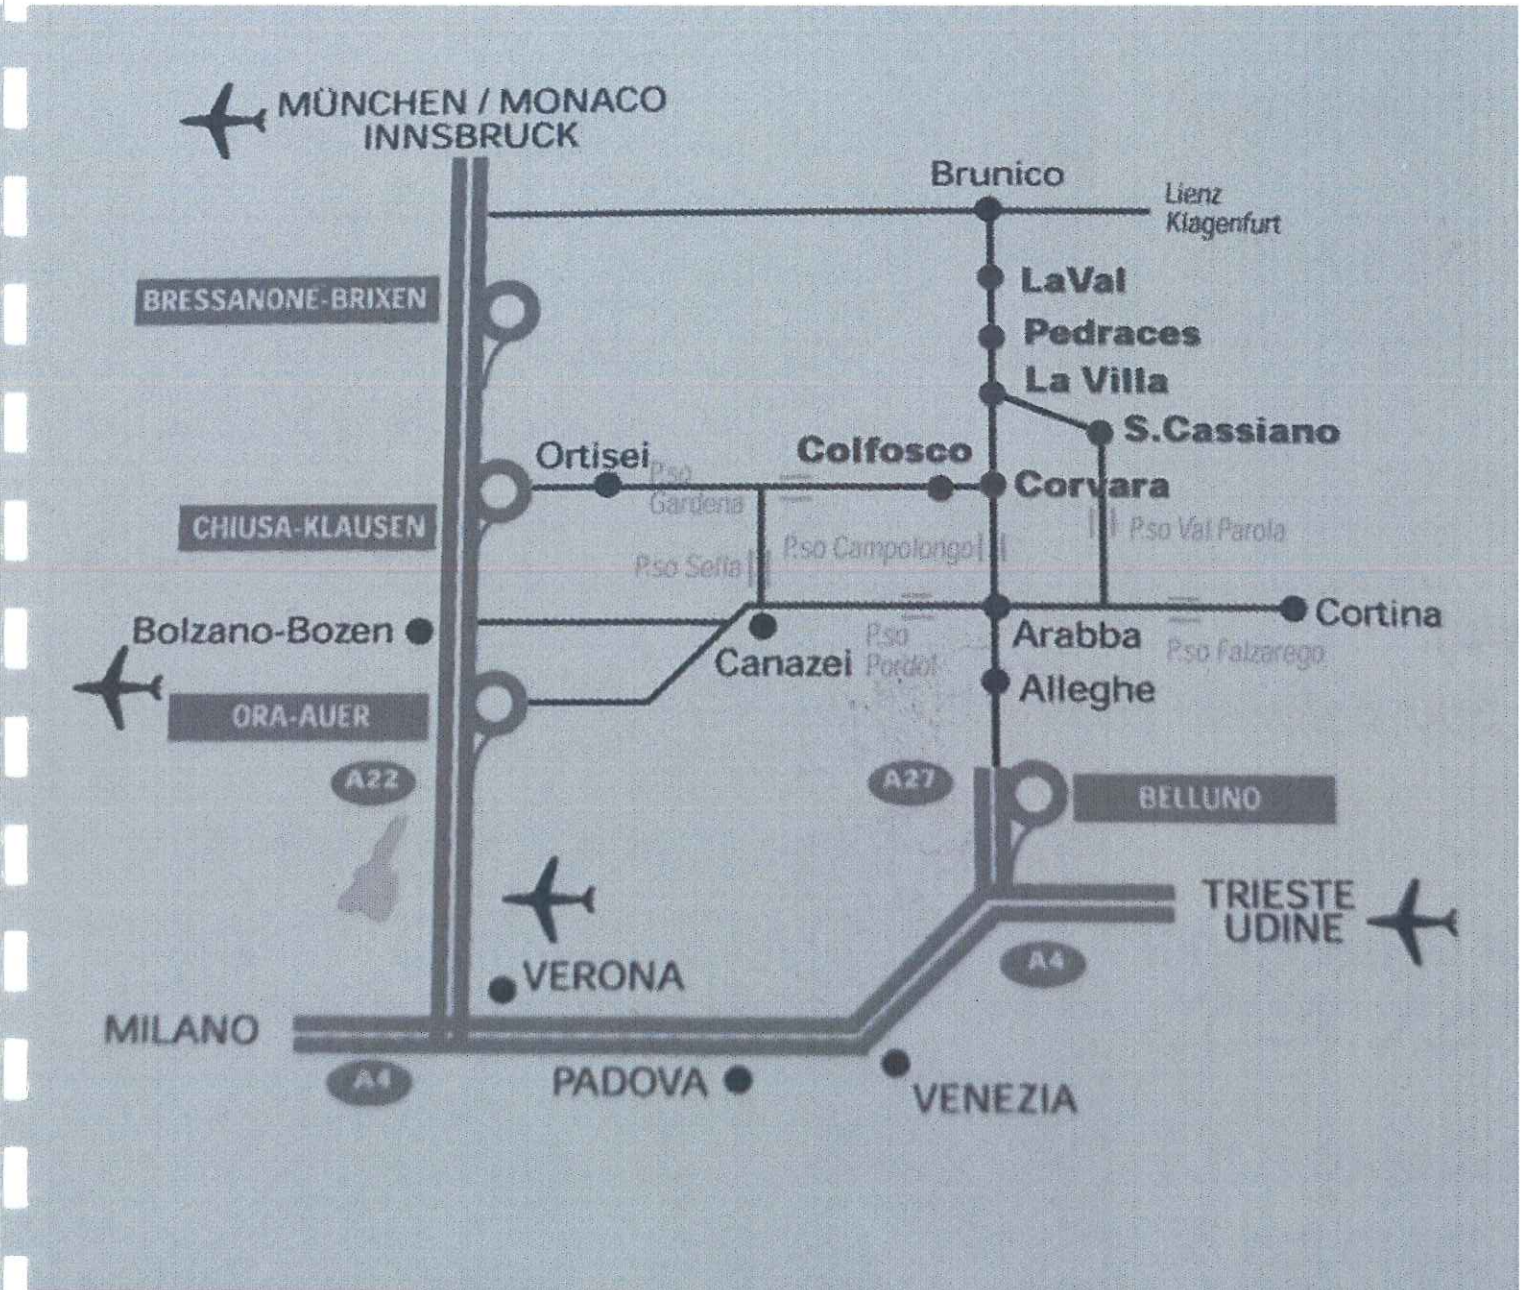 MÜNCHEN / MONACO
INNSBRUCK
Brunico
Lienz
Klagenfurt
LaVal
BRESSANONE-BRIXEN
Pedraces
La Villa
S.Cassiano
Colfosco
Ortisei
P.so
Gardena
Corvara
CHIUSA-KLAUSEN
P.so Val Parola
P.so Campolongo
P.so Sella
Bolzano-Bozen
Cortina
Arabba
P.so
Pordoi
P.so Falzarego
Canazei
Alleghe
ORA-AUER
A22
A27
BELLUNO
TRIESTE
UDINE
A4
VERONA
MILANO
A4
PADOVA
VENEZIA